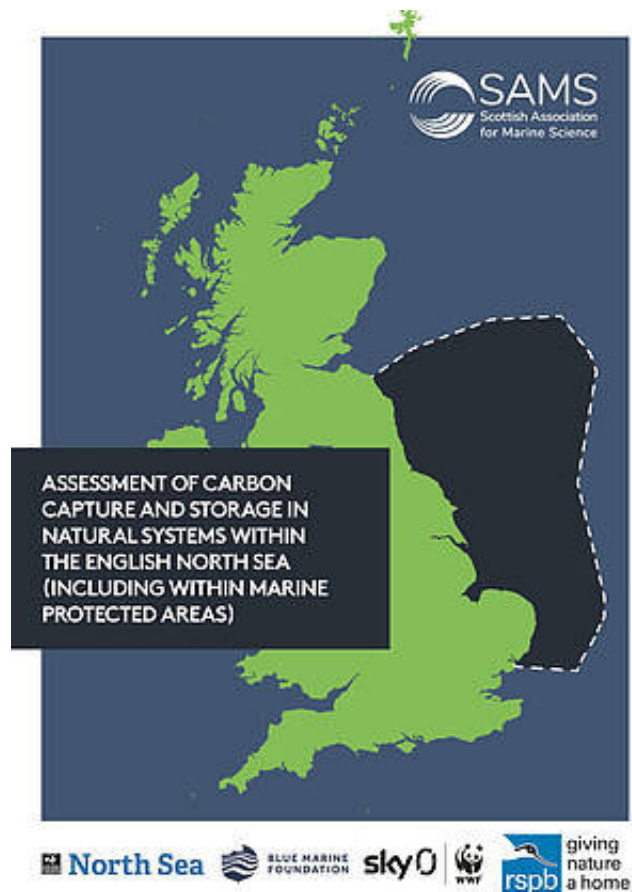 SAMS
Scottish Association
for Marine Science
ASSESSMENT OF CARBON
CAPTURE AND STORAGE IN
NATURAL SYSTEMS WITHIN
THE ENGLISH NORTH SEA
(INCLUDING WITHIN MARINE
PROTECTED AREAS)
North Sea
BLUE MARINE
FOUNDATION
sky
WWF
rspb
giving
nature
a home